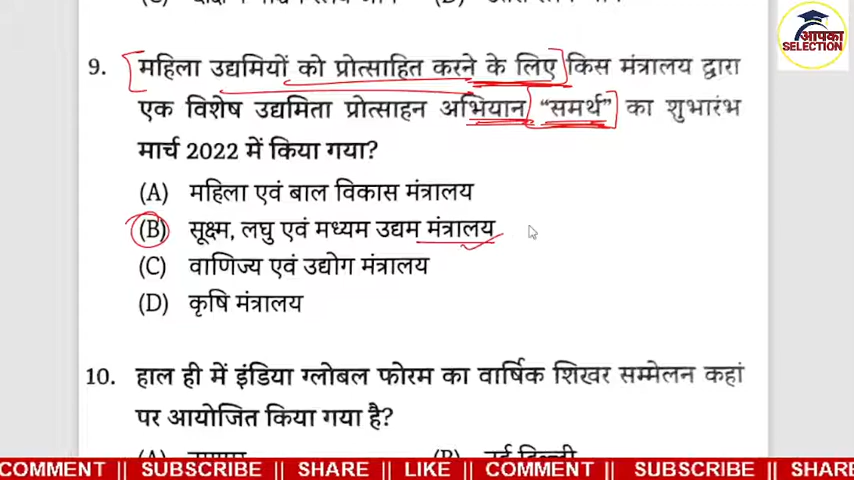 9. महिला उद्यमियों को प्रोत्साहित करने के लिए किस मंत्रालय द्वारा
एक विशेष उद्यमिता प्रोत्साहन अभियान “समर्थ” का शुभारंभ
मार्च 2022 में किया गया?
(A) महिला एवं बाल विकास मंत्रालय
(B) सूक्ष्म, लघु एवं मध्यम उद्यम मंत्रालय
(C) वाणिज्य एवं उद्योग मंत्रालय
(D) कृषि मंत्रालय
10. हाल ही में इंडिया ग्लोबल फोरम का वार्षिक शिखर सम्मेलन कहां
पर आयोजित किया गया है?
(B) नई दिल्ली
आपका
SELECTION
COMMENT || SUBSCRIBE || SHARE || LIKE || COMMENT || SUBSCRIBE || SHARE